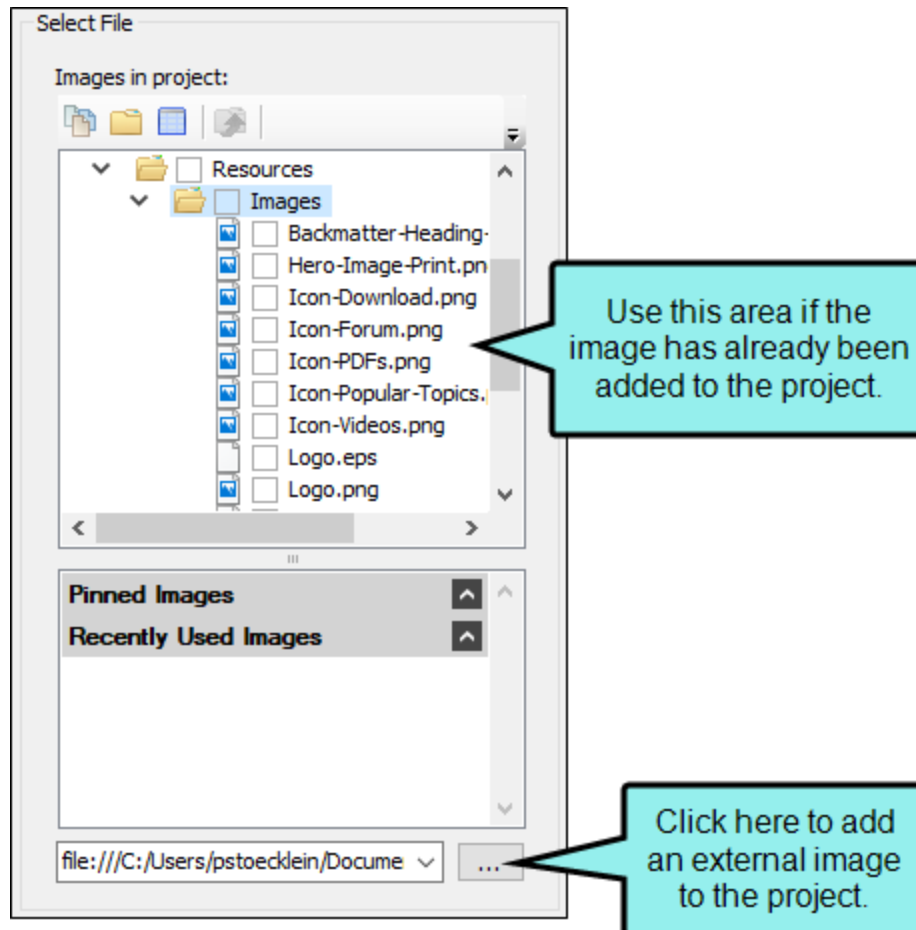 Select File
Images in project:
Resources
Images
Backmatter-Heading-
Hero-Image-Print.pn
Icon-Download.png
Icon-Forum.png
Icon-PDFs.png
Icon-Popular-Topics.
Icon-Videos.png
Logo.eps
Logo.png
Use this area if the
image has already been
added to the project.
Pinned Images
Recently Used Images
file:///C:/Users/pstoecklein/Docume
...
Click here to add
an external image
to the project.